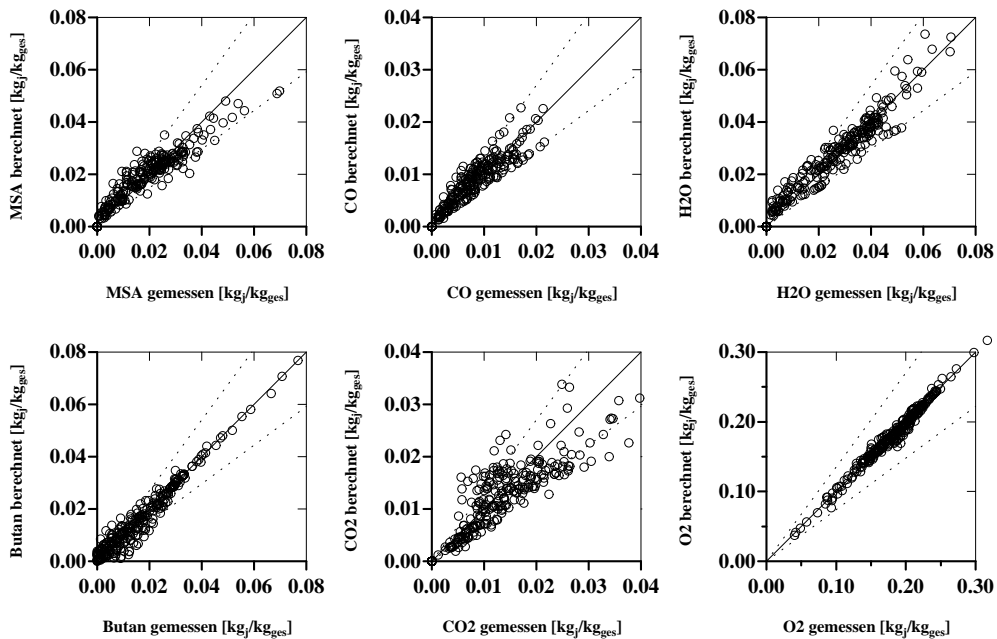 0.08
0.06
0.04
0.02
0.00
MSA berechnet [kgj/kgges]
0.00 0.02 0.04 0.06 0.08
MSA gemessen [kgj/kgges]
0.04
0.03
0.02
0.01
0.00
CO berechnet [kgj/kgges]
0.00 0.01 0.02 0.03 0.04
CO gemessen [kgj/kgges]
0.08
0.06
0.04
0.02
0.00
H2O berechnet [kgj/kgges]
0.00 0.02 0.04 0.06 0.08
H2O gemessen [kgj/kgges]
0.08
0.06
0.04
0.02
0.00
Butan berechnet [kgj/kgges]
0.00 0.02 0.04 0.06 0.08
Butan gemessen [kgj/kgges]
0.04
0.03
0.02
0.01
0.00
CO2 berechnet [kgj/kgges]
0.00 0.01 0.02 0.03 0.04
CO2 gemessen [kgj/kgges]
0.30
0.20
0.10
0.00
O2 berechnet [kgj/kgges]
0.00 0.10 0.20 0.30
O2 gemessen [kgj/kgges]